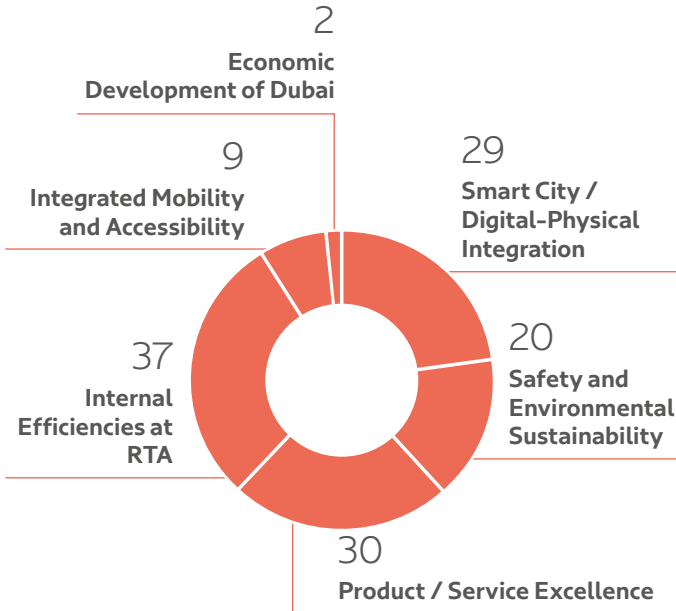 2
Economic
Development of Dubai
9
Integrated Mobility
and Accessibility
29
Smart City /
Digital-Physical
Integration
37
Internal
Efficiencies at
RTA
20
Safety and
Environmental
Sustainability
30
Product / Service Excellence